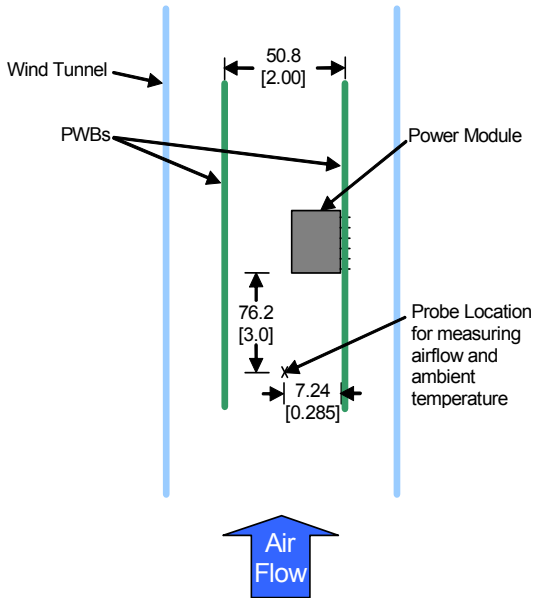 50.8
[2.00]
Wind Tunnel
PWBs
Power Module
76.2
[3.0]
Probe Location
for measuring
airflow and
ambient
temperature
x
7.24
[0.285]
Air
Flow